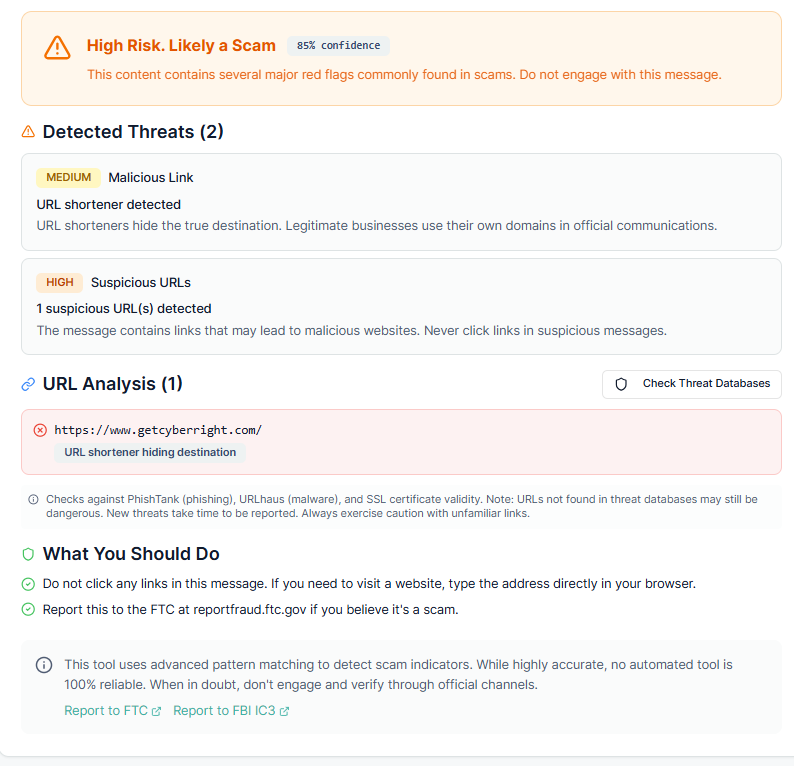 High Risk. Likely a Scam 85% confidence
This content contains several major red flags commonly found in scams. Do not engage with this message.
Detected Threats (2)
MEDIUM Malicious Link
URL shortener detected
URL shorteners hide the true destination. Legitimate businesses use their own domains in official communications.
HIGH Suspicious URLs
1 suspicious URL(s) detected
The message contains links that may lead to malicious websites. Never click links in suspicious messages.
URL Analysis (1) Check Threat Databases
https://www.getcyberright.com/
URL shortener hiding destination
Checks against PhishTank (phishing), URLhaus (malware), and SSL certificate validity. Note: URLs not found in threat databases may still be
dangerous. New threats take time to be reported. Always exercise caution with unfamiliar links.
What You Should Do
Do not click any links in this message. If you need to visit a website, type the address directly in your browser.
Report this to the FTC at reportfraud.ftc.gov if you believe it's a scam.
This tool uses advanced pattern matching to detect scam indicators. While highly accurate, no automated tool is
100% reliable. When in doubt, don't engage and verify through official channels.
Report to FTC Report to FBI IC3